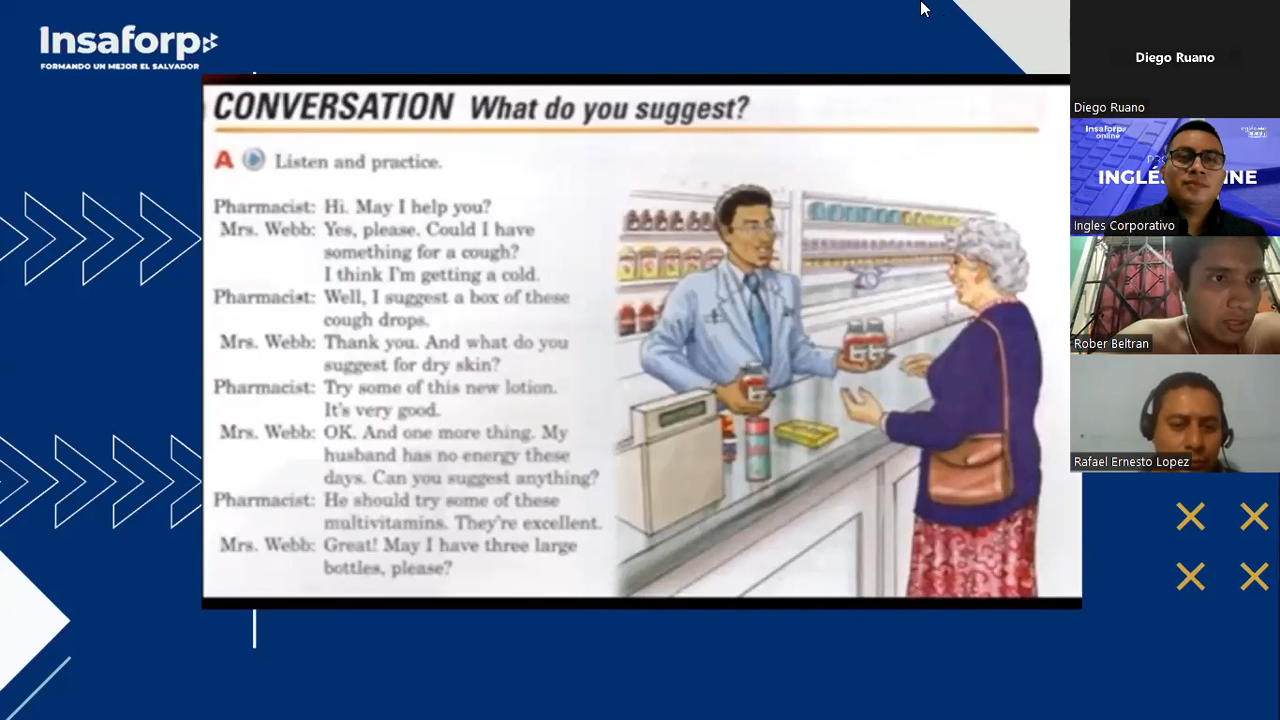 Insaforp
FORMANDO UN MEJOR EL SALVADOR
CONVERSATION What do you suggest?
A Listen and practice.
Pharmacist: Hi. May I help you?
Mrs. Webb: Yes, please. Could I have
something for a cough?
I think I'm getting a cold.
Pharmacist: Well, I suggest a box of these
cough drops.
Mrs. Webb: Thank you. And what do you
suggest for dry skin?
Pharmacist: Try some of this new lotion.
It's very good.
Mrs. Webb: OK. And one more thing. My
husband has no energy these
days. Can you suggest anything?
Pharmacist: He should try some of these
multivitamins. They're excellent.
Mrs. Webb: Great! May I have three large
bottles, please?
Diego Ruano
Diego Ruano
Insaforp
online
INGLÉS
NE
Ingles Corporativo
Rober Beltran
Rafael Ernesto Lopez